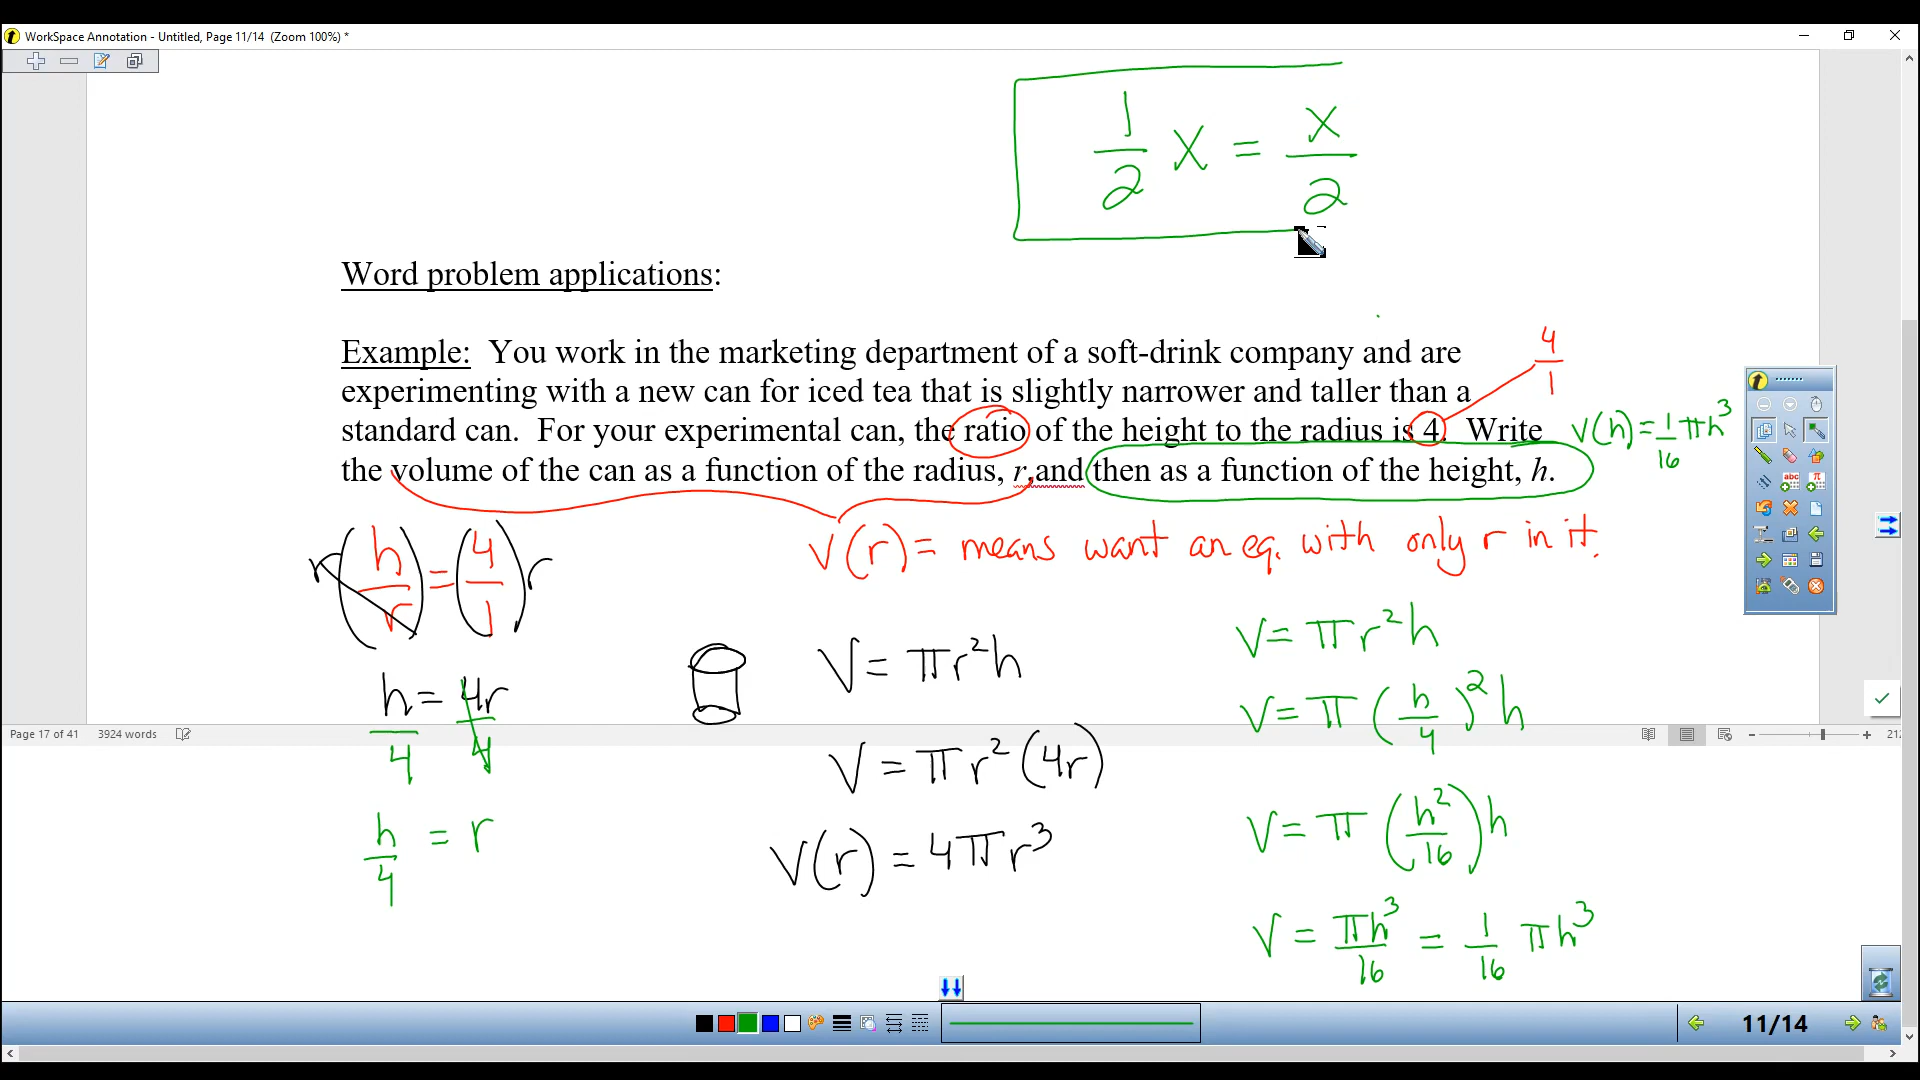 WorkSpace Annotation - Untitled, Page 11/14 (Zoom 100%) *
1/2 x = x/2
Word problem applications:
Example: You work in the marketing department of a soft-drink company and are
experimenting with a new can for iced tea that is slightly narrower and taller than a
standard can. For your experimental can, the ratio of the height to the radius is 4. Write
the volume of the can as a function of the radius, r,and then as a function of the height, h.
4/1
V(h) = 1/16 πh³
V(r) = means want an eq. with only r in it.
r(h/r) = (4/1)r
h/4 = 4r/4
h/4 = r
V = πr²h
V = πr²(4r)
V(r) = 4πr³
V = πr²h
V = π(h/4)²h
V = π(h²/16)h
V = πh³/16 = 1/16 πh³
Page 17 of 41 3924 words
11/14